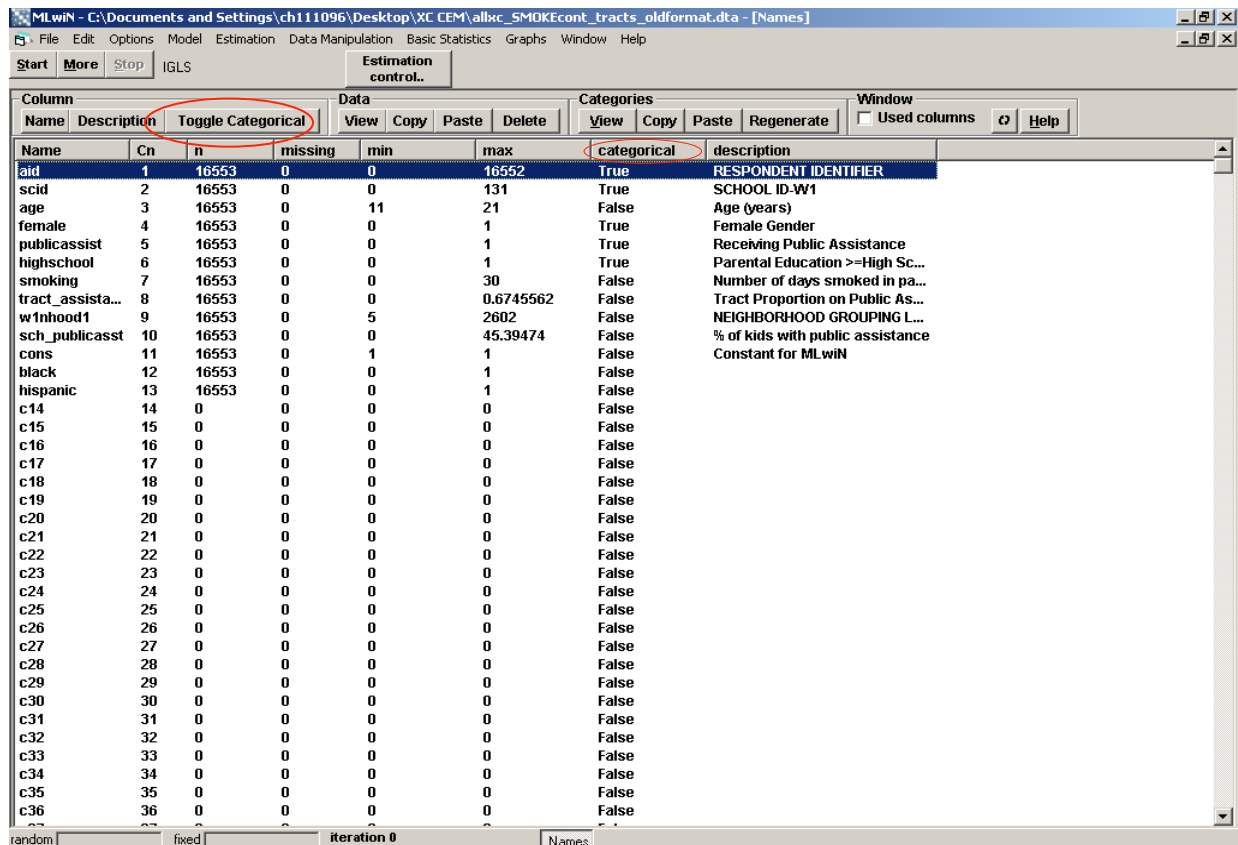 MLwiN - C:\Documents and Settings\ch111096\Desktop\XC CEM\allxc_SMOKEcont_tracts_oldformat.dta - [Names]
File Edit Options Model Estimation Data Manipulation Basic Statistics Graphs Window Help
Start More Stop IGLS Estimation control..
Column Data Categories Window
Name Description Toggle Categorical View Copy Paste Delete View Copy Paste Regenerate Used columns Help
Name Cn n missing min max categorical description
aid 1 16553 0 0 16552 True RESPONDENT IDENTIFIER
scid 2 16553 0 0 131 True SCHOOL ID-W1
age 3 16553 0 11 21 False Age (years)
female 4 16553 0 0 1 True Female Gender
publicassist 5 16553 0 0 1 True Receiving Public Assistance
highschool 6 16553 0 0 1 True Parental Education >=High Sc...
smoking 7 16553 0 0 30 False Number of days smoked in pa...
tract_assista... 8 16553 0 0 0.6745562 False Tract Proportion on Public As...
w1nhood1 9 16553 0 5 2602 False NEIGHBORHOOD GROUPING L...
sch_publicasst 10 16553 0 0 45.39474 False % of kids with public assistance
cons 11 16553 0 1 1 False Constant for MLwiN
black 12 16553 0 0 1 False
hispanic 13 16553 0 0 1 False
c14 14 0 0 0 0 False
c15 15 0 0 0 0 False
c16 16 0 0 0 0 False
c17 17 0 0 0 0 False
c18 18 0 0 0 0 False
c19 19 0 0 0 0 False
c20 20 0 0 0 0 False
c21 21 0 0 0 0 False
c22 22 0 0 0 0 False
c23 23 0 0 0 0 False
c24 24 0 0 0 0 False
c25 25 0 0 0 0 False
c26 26 0 0 0 0 False
c27 27 0 0 0 0 False
c28 28 0 0 0 0 False
c29 29 0 0 0 0 False
c30 30 0 0 0 0 False
c31 31 0 0 0 0 False
c32 32 0 0 0 0 False
c33 33 0 0 0 0 False
c34 34 0 0 0 0 False
c35 35 0 0 0 0 False
c36 36 0 0 0 0 False
random fixed iteration 0 Names